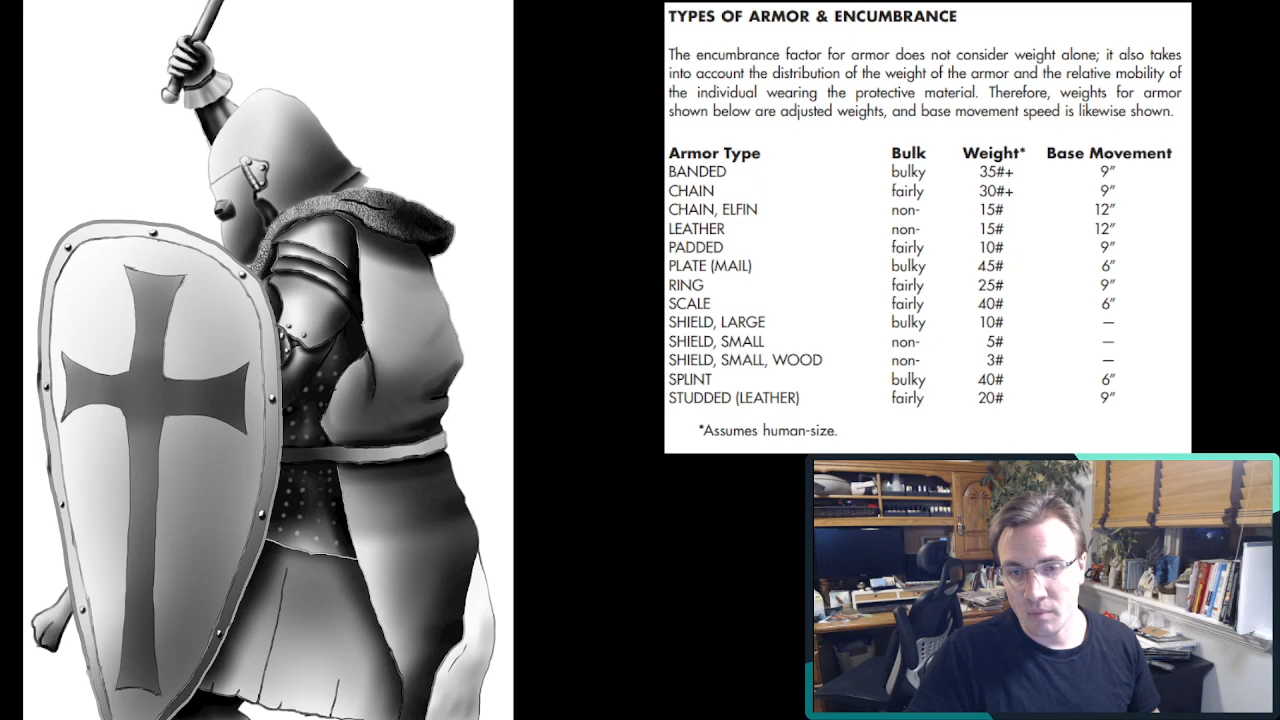 TYPES OF ARMOR & ENCUMBRANCE
The encumbrance factor for armor does not consider weight alone; it also takes
into account the distribution of the weight of the armor and the relative mobility of
the individual wearing the protective material. Therefore, weights for armor
shown below are adjusted weights, and base movement speed is likewise shown.
Armor Type Bulk Weight* Base Movement
BANDED bulky 35#+ 9"
CHAIN fairly 30#+ 9"
CHAIN, ELFIN non- 15# 12"
LEATHER non- 15# 12"
PADDED fairly 10# 9"
PLATE (MAIL) bulky 45# 6"
RING fairly 25# 9"
SCALE fairly 40# 6"
SHIELD, LARGE bulky 10# —
SHIELD, SMALL non- 5# —
SHIELD, SMALL, WOOD non- 3# —
SPLINT bulky 40# 6"
STUDDED (LEATHER) fairly 20# 9"
*Assumes human-size.